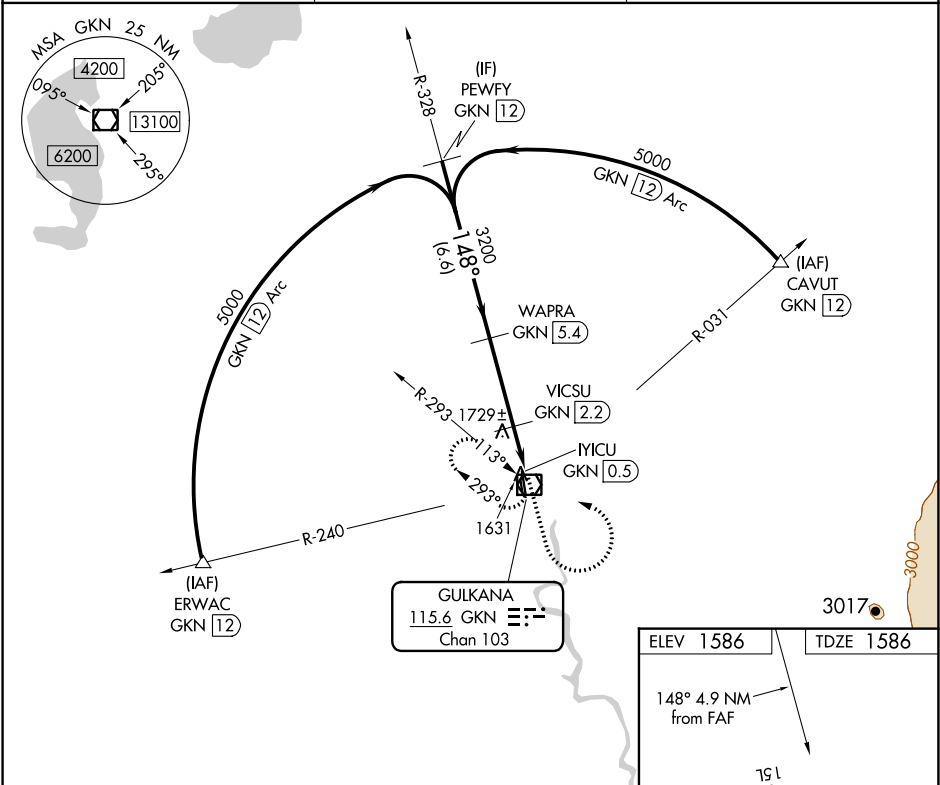 MSA GKN 25 NM
4200
095°
205°
13100
6200
295°
R-328
(IF)
PEWFY
GKN 12
5000
GKN 12 Arc
5000
GKN 12 Arc
3200
148°
(6.6)
(IAF)
CAVUT
GKN 12
R-031
WAPRA
GKN 5.4
VICSU
GKN 2.2
R-293
1729±
113°
IYICU
GKN 0.5
293°
1631
R-240
(IAF)
ERWAC
GKN 12
GULKANA
115.6 GKN
Chan 103
3000
3017
ELEV 1586
TDZE 1586
148° 4.9 NM
from FAF
15L